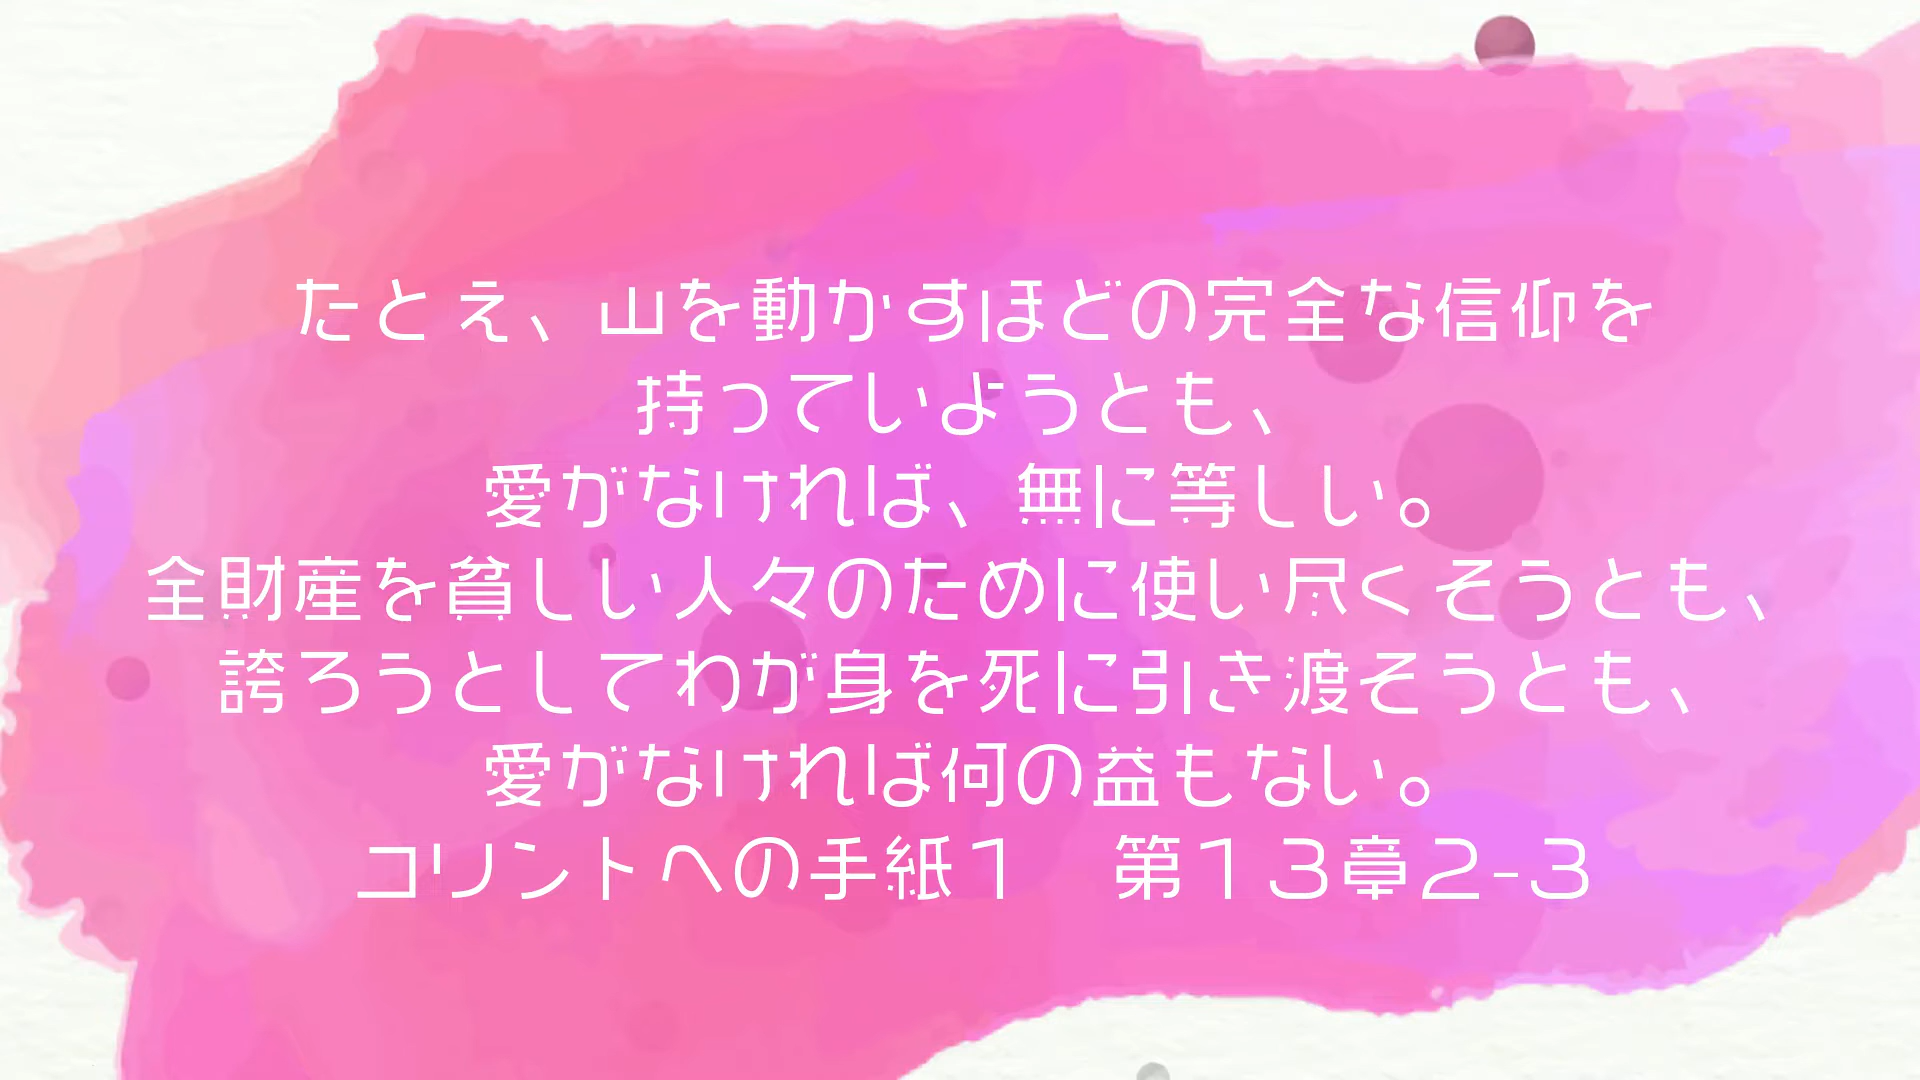 たとえ、山を動かすほどの完全な信仰を
持っていようとも、
愛がなければ、無に等しい。
全財産を貧しい人々のために使い尽くそうとも、
誇ろうとしてわが身を死に引き渡そうとも、
愛がなければ何の益もない。
コリントへの手紙１　第１３章２-３